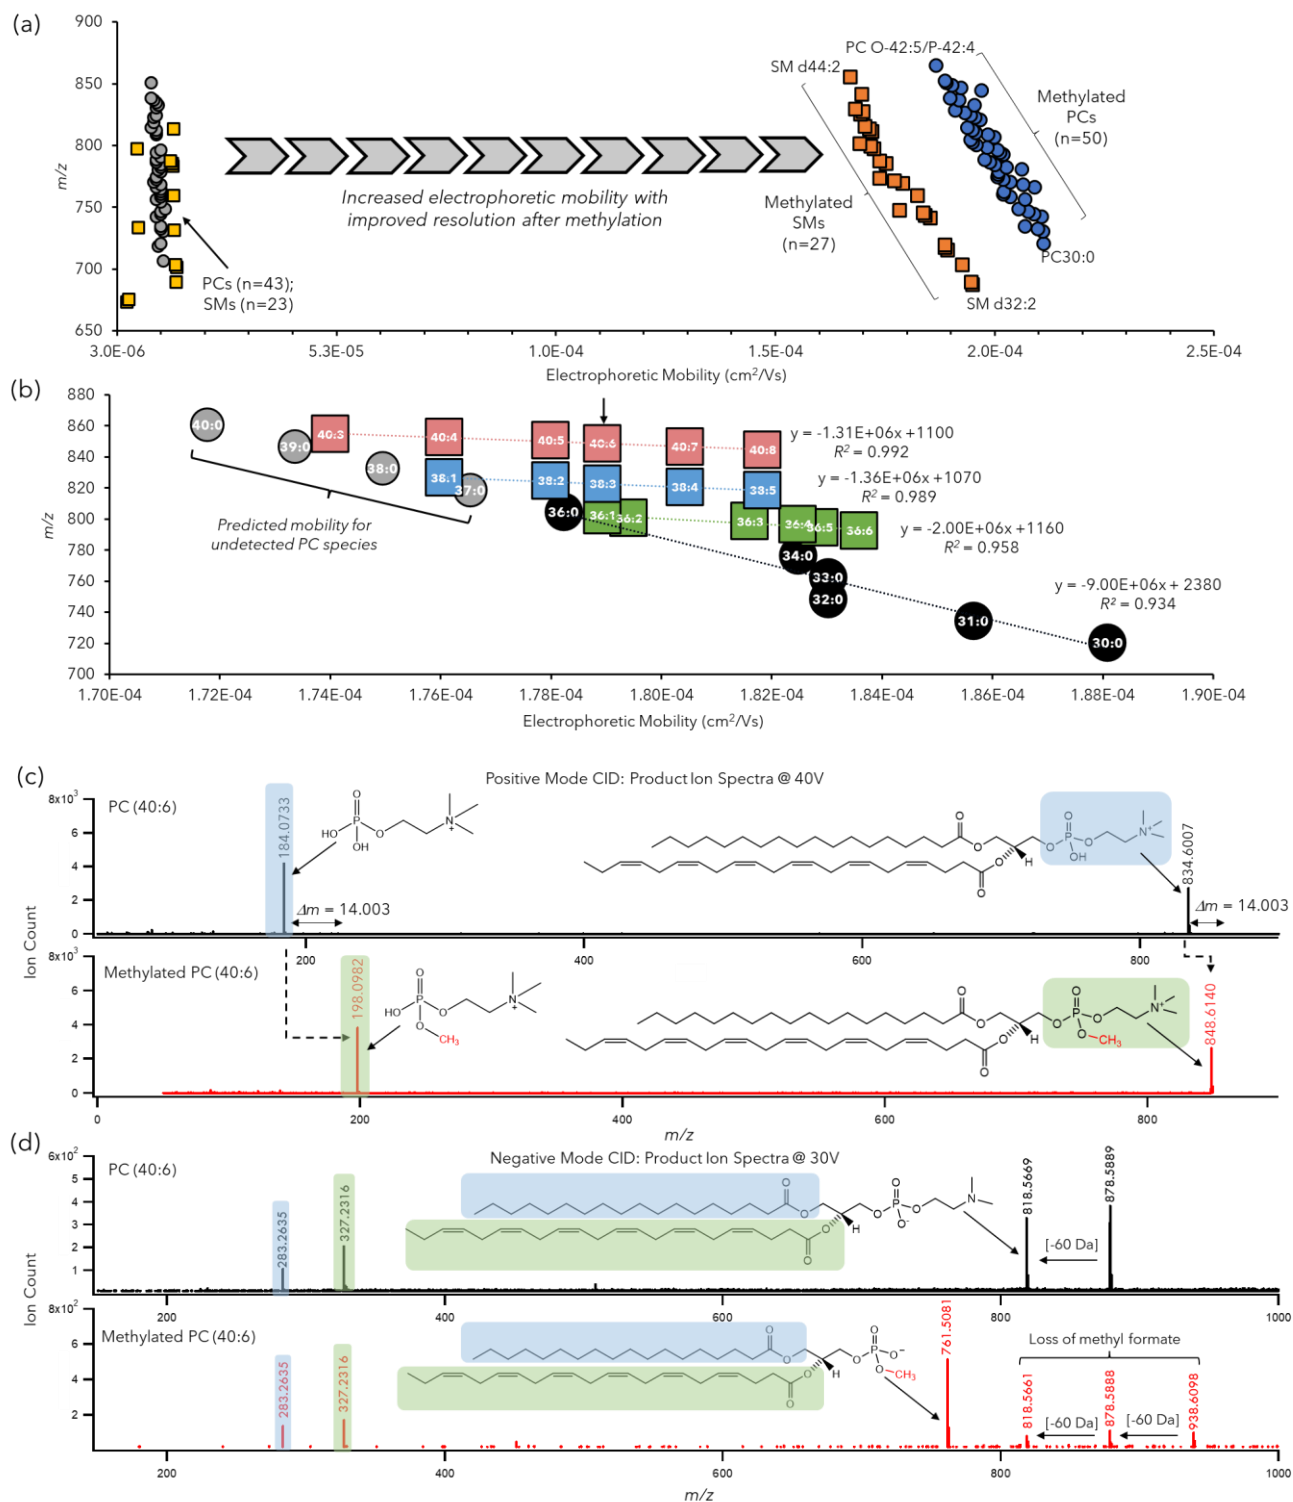 (a)
900
850
800
750
700
650
m/z
3.0E-06
5.3E-05
1.0E-04
1.5E-04
2.0E-04
2.5E-04
Electrophoretic Mobility (cm²/Vs)
PCs (n=43);
SMs (n=23)
Increased electrophoretic mobility with
improved resolution after methylation
SM d44:2
Methylated
SMs
(n=27)
SM d32:2
PC O-42:5/P-42:4
Methylated
PCs
(n=50)
PC30:0
(b)
880
860
840
820
800
780
760
740
720
700
m/z
1.70E-04
1.72E-04
1.74E-04
1.76E-04
1.78E-04
1.80E-04
1.82E-04
1.84E-04
1.86E-04
1.88E-04
1.90E-04
Electrophoretic Mobility (cm²/Vs)
40:0
39:0
38:0
37:0
40:3
40:4
40:5
40:6
40:7
40:8
y = -1.31E+06x +1100
R² = 0.992
38:1
38:2
38:3
38:4
38:5
y = -1.36E+06x +1070
R² = 0.989
36:0
36:1
36:2
36:3
36:4
36:5
36:6
y = -2.00E+06x +1160
R² = 0.958
34:0
33:0
32:0
31:0
30:0
y = -9.00E+06x + 2380
R² = 0.934
Predicted mobility for
undetected PC species
(c)
Positive Mode CID: Product Ion Spectra @ 40V
8x10³
6
4
2
0
PC (40:6)
184.0733
Δm = 14.003
O
HO
P
O
OH
N
+
O
O
O
O
H
O
P
O
OH
N⁺
834.6007
Δm = 14.003
200
400
600
800
Ion Count
8x10³
6
4
2
0
Methylated PC (40:6)
198.0982
O
HO
P
O
O
CH₃
N
+
O
O
O
O
H
O
P
O
O
CH₃
N⁺
848.6140
0
200
400
600
800
m/z
(d)
Negative Mode CID: Product Ion Spectra @ 30V
6x10²
5
4
3
2
1
PC (40:6)
283.2635
327.2316
O
O
O
O
H
O
P
O
O⁻
O
N
818.5669
[-60 Da]
878.5889
200
400
600
800
1000
Ion Count
8x10²
6
4
2
Methylated PC (40:6)
283.2635
327.2316
O
O
O
O
H
O
P
O
O⁻
O
CH₃
761.5081
Loss of methyl formate
818.5661
[-60 Da]
878.5888
[-60 Da]
938.6098
200
400
600
800
1000
m/z